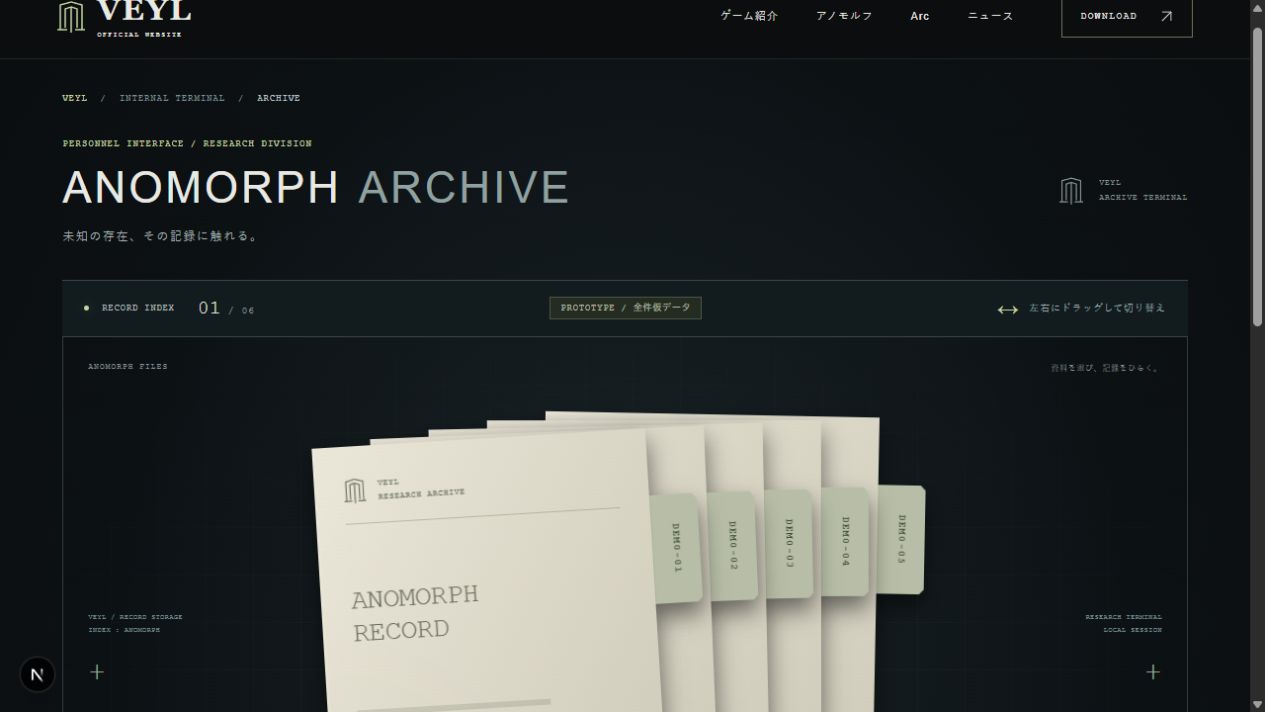 VEYL
OFFICIAL WEBSITE
ゲーム紹介
アノモルフ
Arc
ニュース
DOWNLOAD
VEYL / INTERNAL TERMINAL / ARCHIVE
PERSONNEL INTERFACE / RESEARCH DIVISION
ANOMORPH ARCHIVE
未知の存在、その記録に触れる。
VEYL
ARCHIVE TERMINAL
RECORD INDEX 01 / 06
PROTOTYPE / 全件仮データ
左右にドラッグして切り替え
ANOMORPH FILES
資料を選び、記録をひらく。
VEYL
RESEARCH ARCHIVE
ANOMORPH
RECORD
DEMO-01
DEMO-02
DEMO-03
DEMO-04
DEMO-05
VEYL / RECORD STORAGE
INDEX : ANOMORPH
RESEARCH TERMINAL
LOCAL SESSION
N